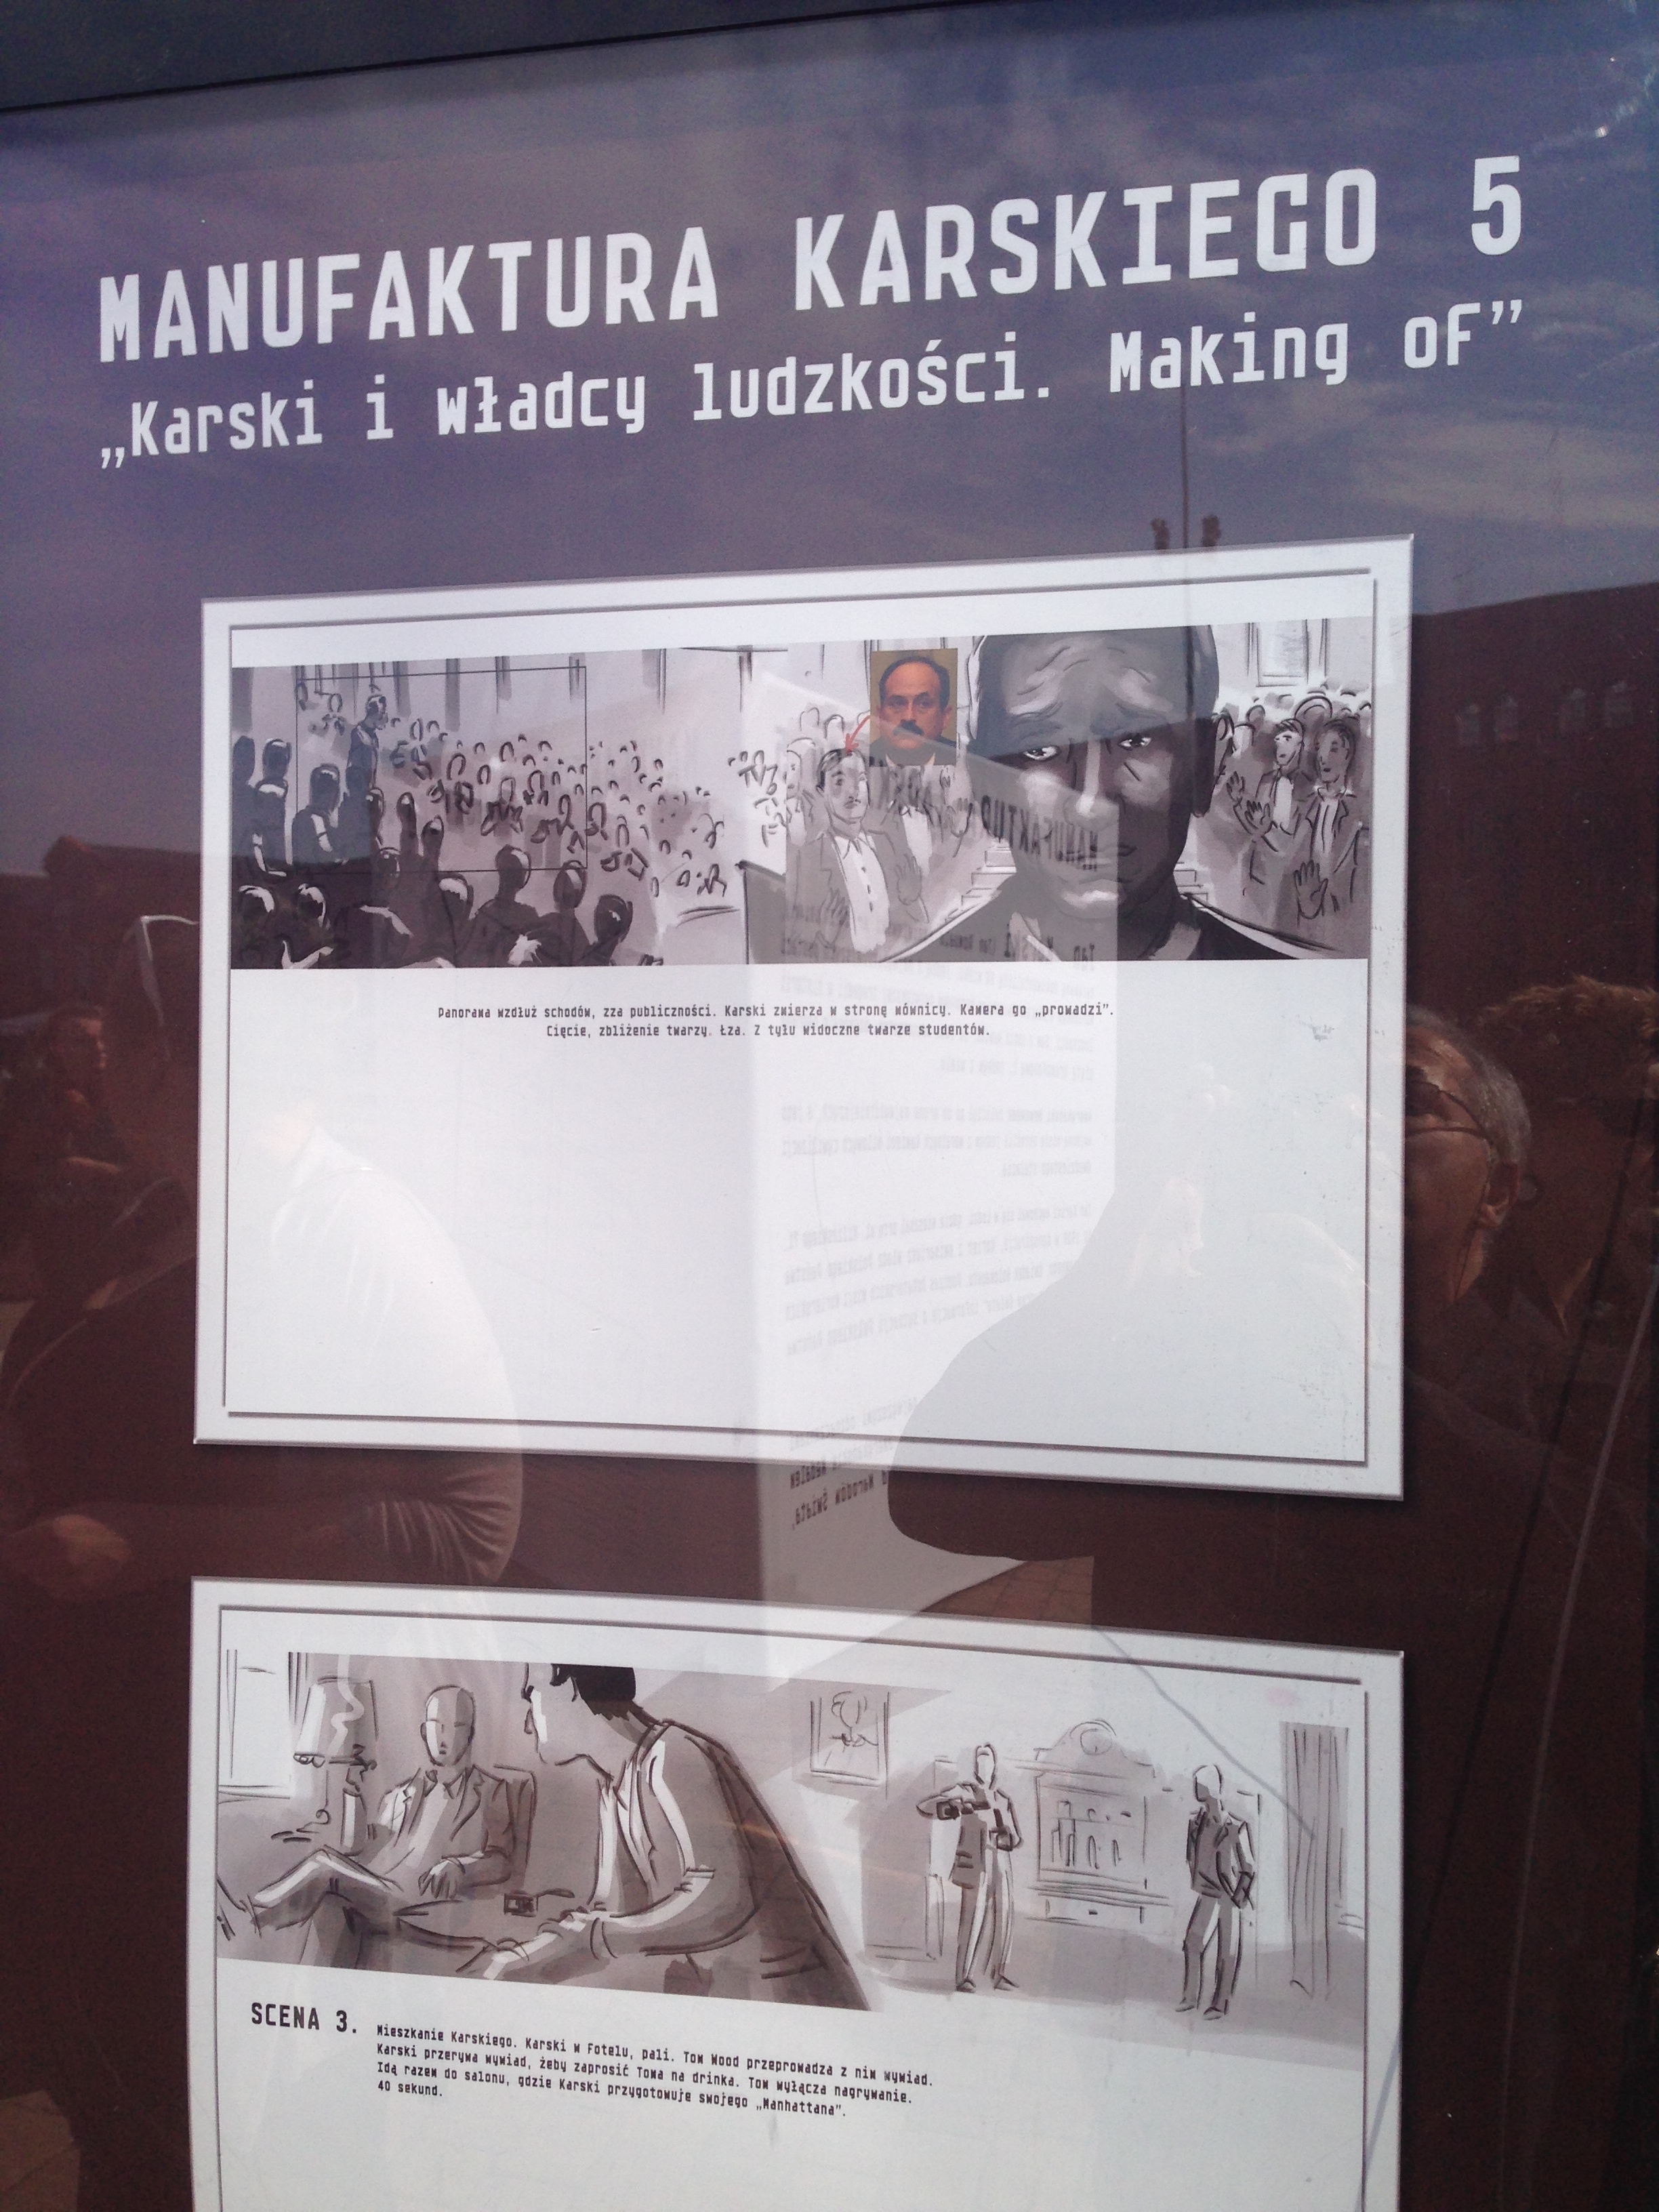 MANUFAKTURA KARSKIEGO 5
„Karski i władcy ludzkości. Making of”
Panorama wzdłuż schodów, zza publiczności. Karski zmierza w stronę mównicy. Kamera go „prowadzi”.
Cięcie, zbliżenie twarzy. Łza. Z tyłu widoczne twarze studentów.
SCENA 3.
Mieszkanie Karskiego. Karski w Fotelu, pali. Tom Wood przeprowadza z nim wywiad.
Karski przerywa wywiad, żeby zaprosić Toma na drinka. Tom wyłącza nagrywanie.
Idą razem do salonu, gdzie Karski przygotowuje swojego „Manhattana”.
40 sekund.